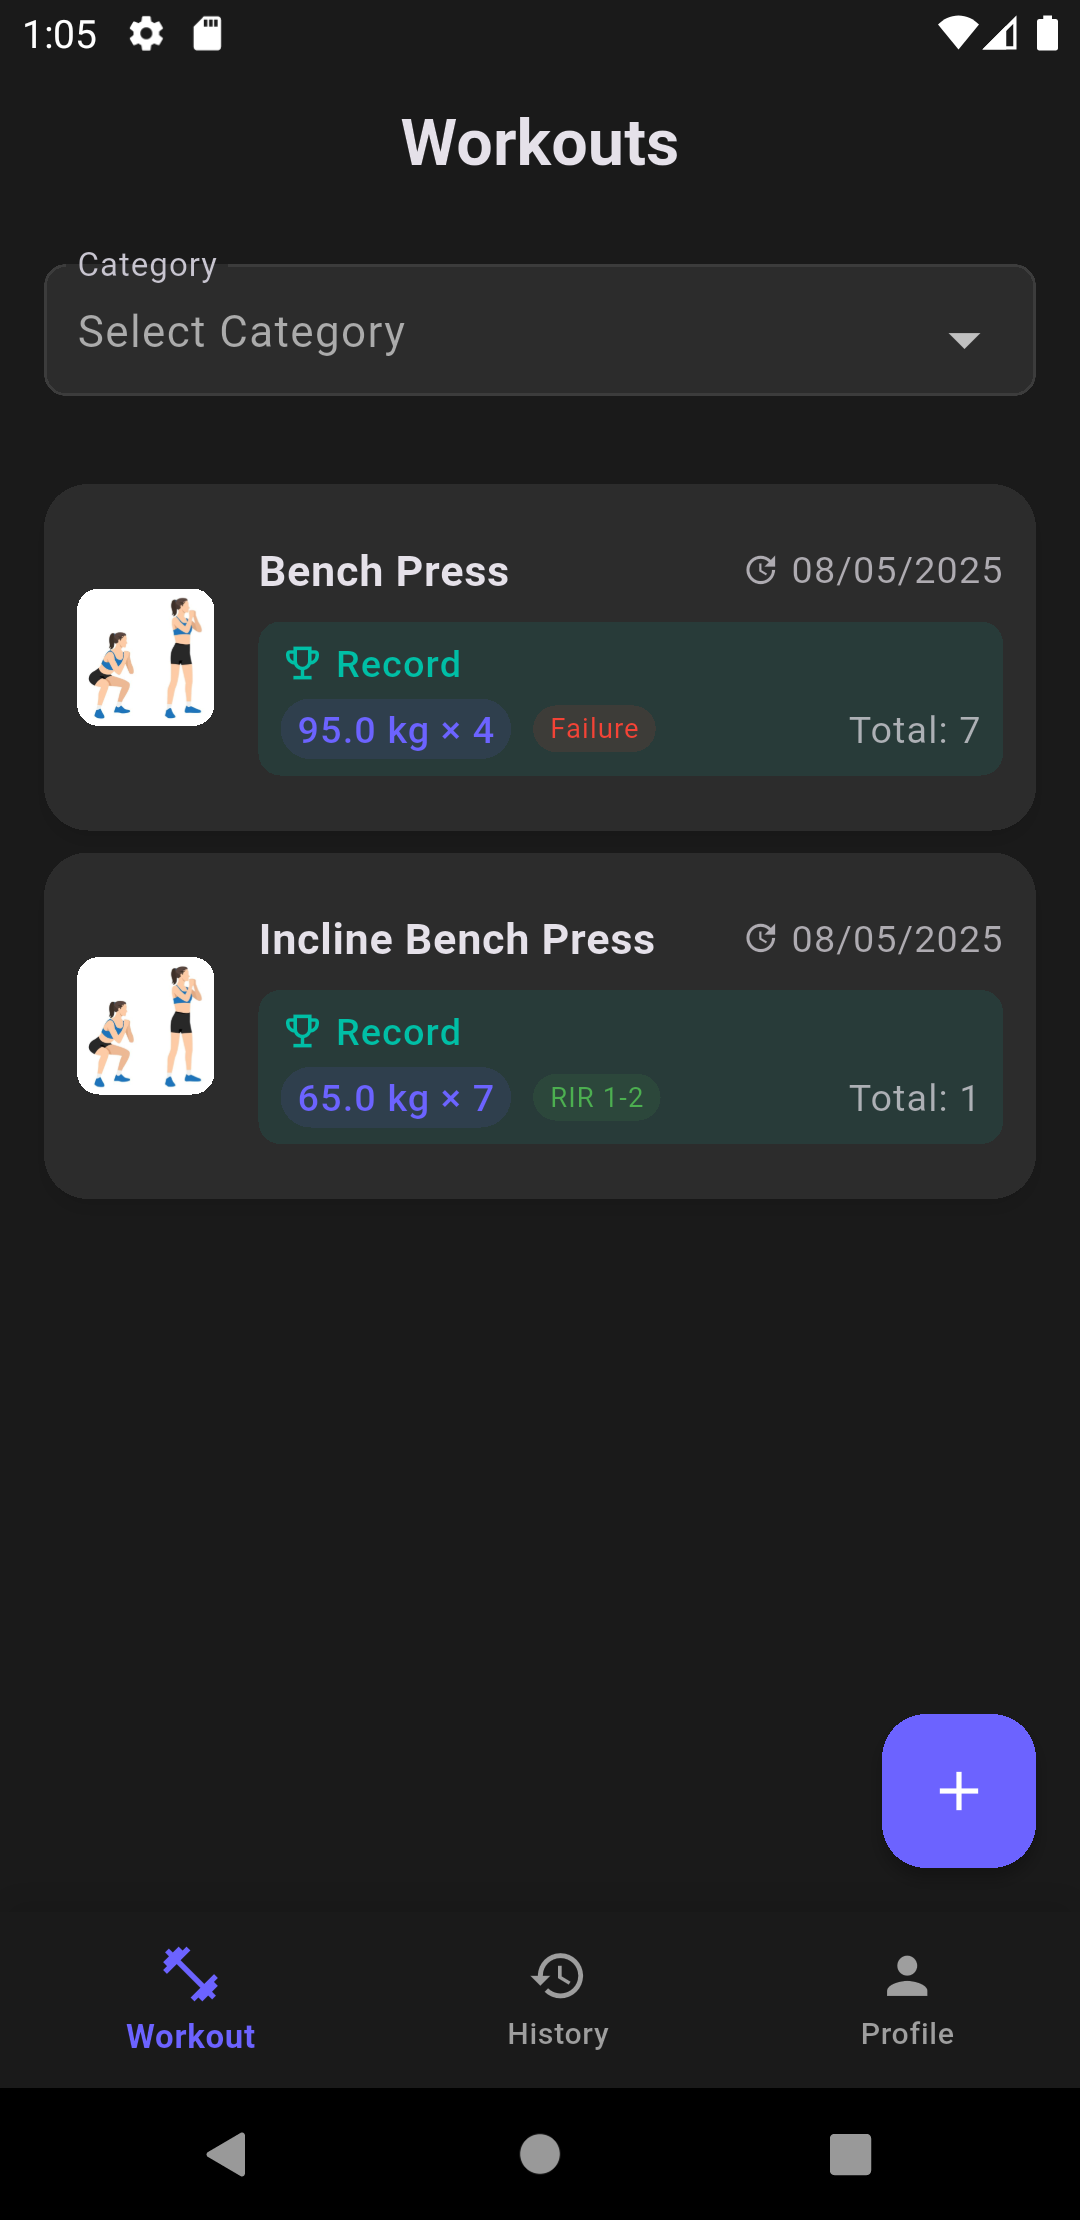 1:05
Workouts
Category
Select Category
Bench Press 08/05/2025
Record
95.0 kg × 4 Failure Total: 7
Incline Bench Press 08/05/2025
Record
65.0 kg × 7 RIR 1-2 Total: 1
Workout History Profile